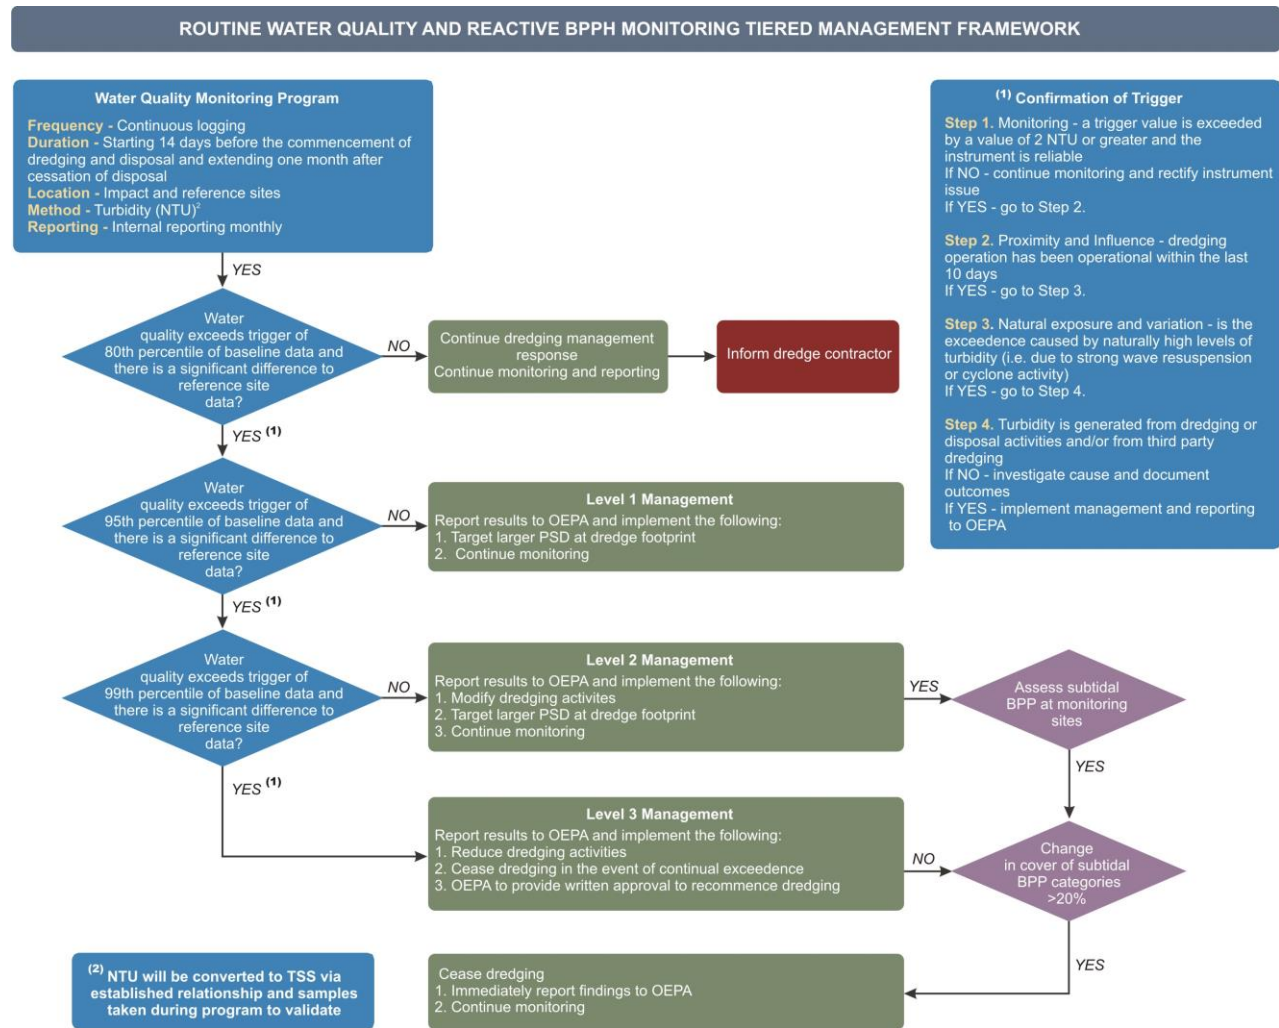 ROUTINE WATER QUALITY AND REACTIVE BPPH MONITORING TIERED MANAGEMENT FRAMEWORK
Water Quality Monitoring Program
Frequency - Continuous logging
Duration - Starting 14 days before the commencement of
dredging and disposal and extending one month after
cessation of disposal
Location - Impact and reference sites
Method - Turbidity (NTU)²
Reporting - Internal reporting monthly
YES
Water
quality exceeds trigger of
80th percentile of baseline data and
there is a significant difference to
reference site
data?
NO
Continue dredging management
response
Continue monitoring and reporting
Inform dredge contractor
YES (1)
Water
quality exceeds trigger of
95th percentile of baseline data and
there is a significant difference to
reference site
data?
NO
Level 1 Management
Report results to OEPA and implement the following:
1. Target larger PSD at dredge footprint
2. Continue monitoring
YES (1)
Water
quality exceeds trigger of
99th percentile of baseline data and
there is a significant difference to
reference site
data?
NO
Level 2 Management
Report results to OEPA and implement the following:
1. Modify dredging activites
2. Target larger PSD at dredge footprint
3. Continue monitoring
YES
Assess subtidal
BPP at monitoring
sites
YES
YES (1)
Level 3 Management
Report results to OEPA and implement the following:
1. Reduce dredging activities
2. Cease dredging in the event of continual exceedence
3. OEPA to provide written approval to recommence dredging
NO
Change
in cover of subtidal
BPP categories
>20%
YES
Cease dredging
1. Immediately report findings to OEPA
2. Continue monitoring
(2) NTU will be converted to TSS via
established relationship and samples
taken during program to validate
(1) Confirmation of Trigger
Step 1. Monitoring - a trigger value is exceeded
by a value of 2 NTU or greater and the
instrument is reliable
If NO - continue monitoring and rectify instrument
issue
If YES - go to Step 2.
Step 2. Proximity and Influence - dredging
operation has been operational within the last
10 days
If YES - go to Step 3.
Step 3. Natural exposure and variation - is the
exceedence caused by naturally high levels of
turbidity (i.e. due to strong wave resuspension
or cyclone activity)
If YES - go to Step 4.
Step 4. Turbidity is generated from dredging or
disposal activities and/or from third party
dredging
If NO - investigate cause and document
outcomes
If YES - implement management and reporting
to OEPA